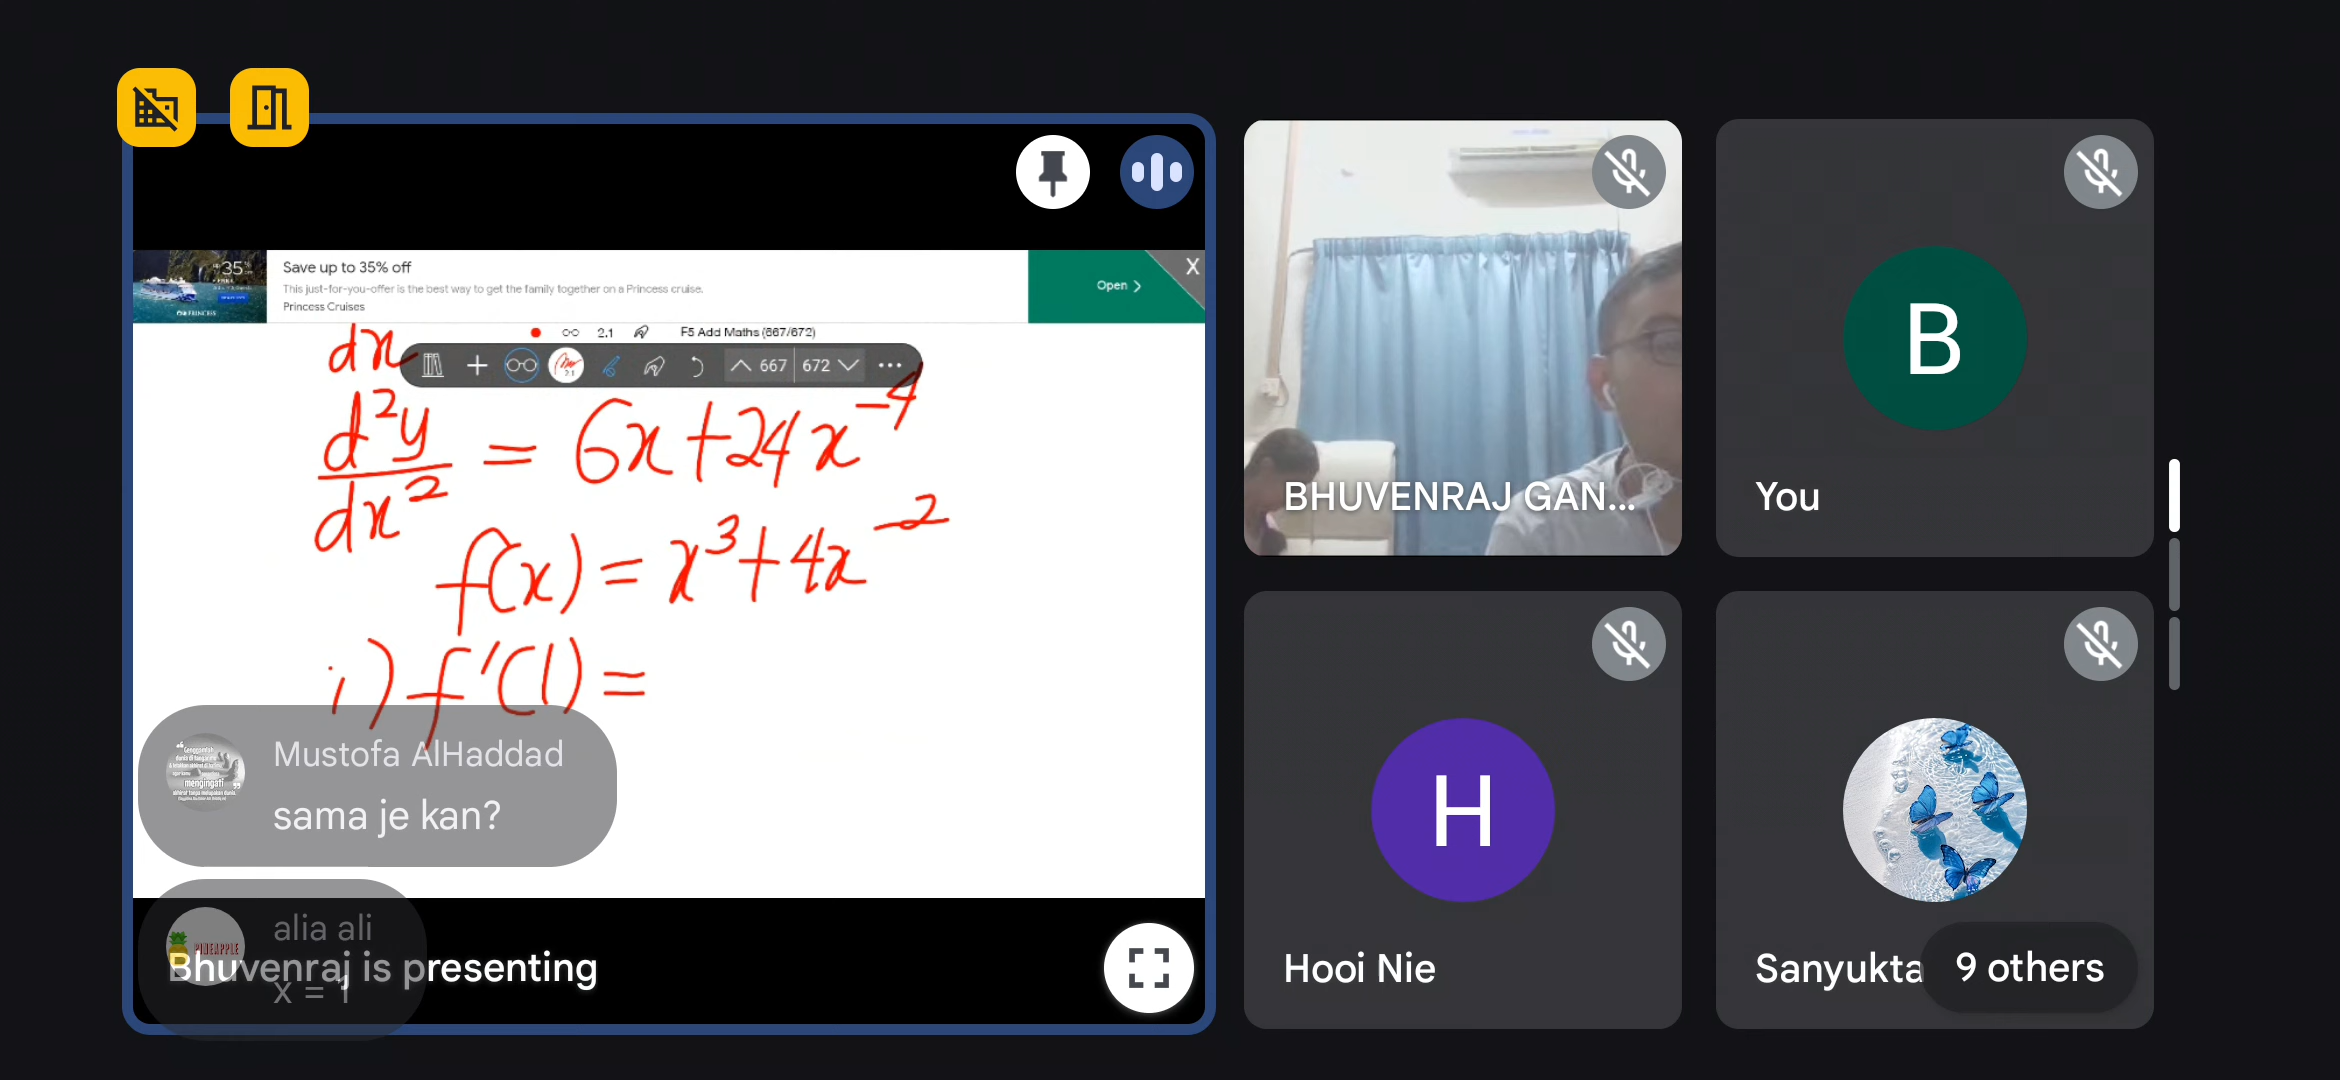 Save up to 35% off
This just-for-you-offer is the best way to get the family together on a Princess cruise.
Princess Cruises
Open
X
35%
PRINCESS
2.1
F5 Add Maths (667/672)
667
672
dx
d²y/dx² = 6x+24x⁻⁴
f(x) = x³+4x⁻²
i) f'(1) =
Mustofa AlHaddad
sama je kan?
alia ali
x = 1
PINEAPPLE
Bhuvenraj is presenting
BHUVENRAJ GAN...
B
You
H
Hooi Nie
Sanyukta
9 others